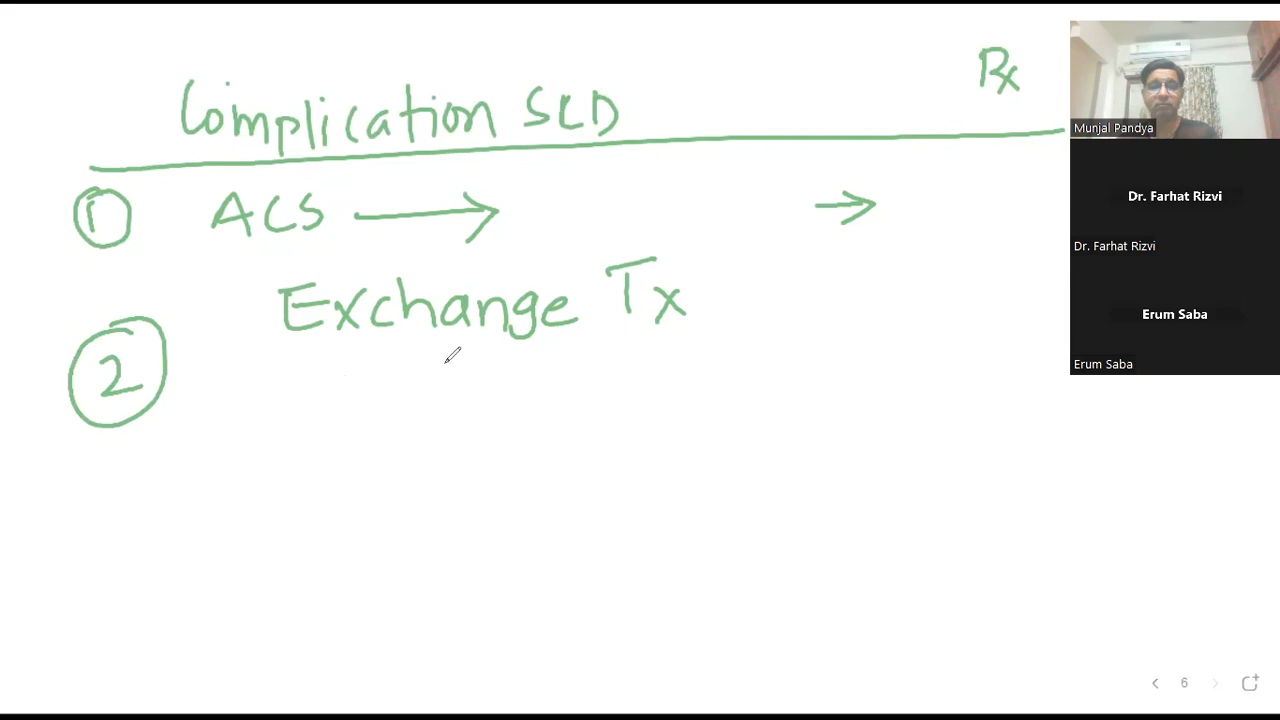 Complication SCD Rx
① ACS → →
Exchange Tx
②
Munjal Pandya
Dr. Farhat Rizvi
Dr. Farhat Rizvi
Erum Saba
Erum Saba
6